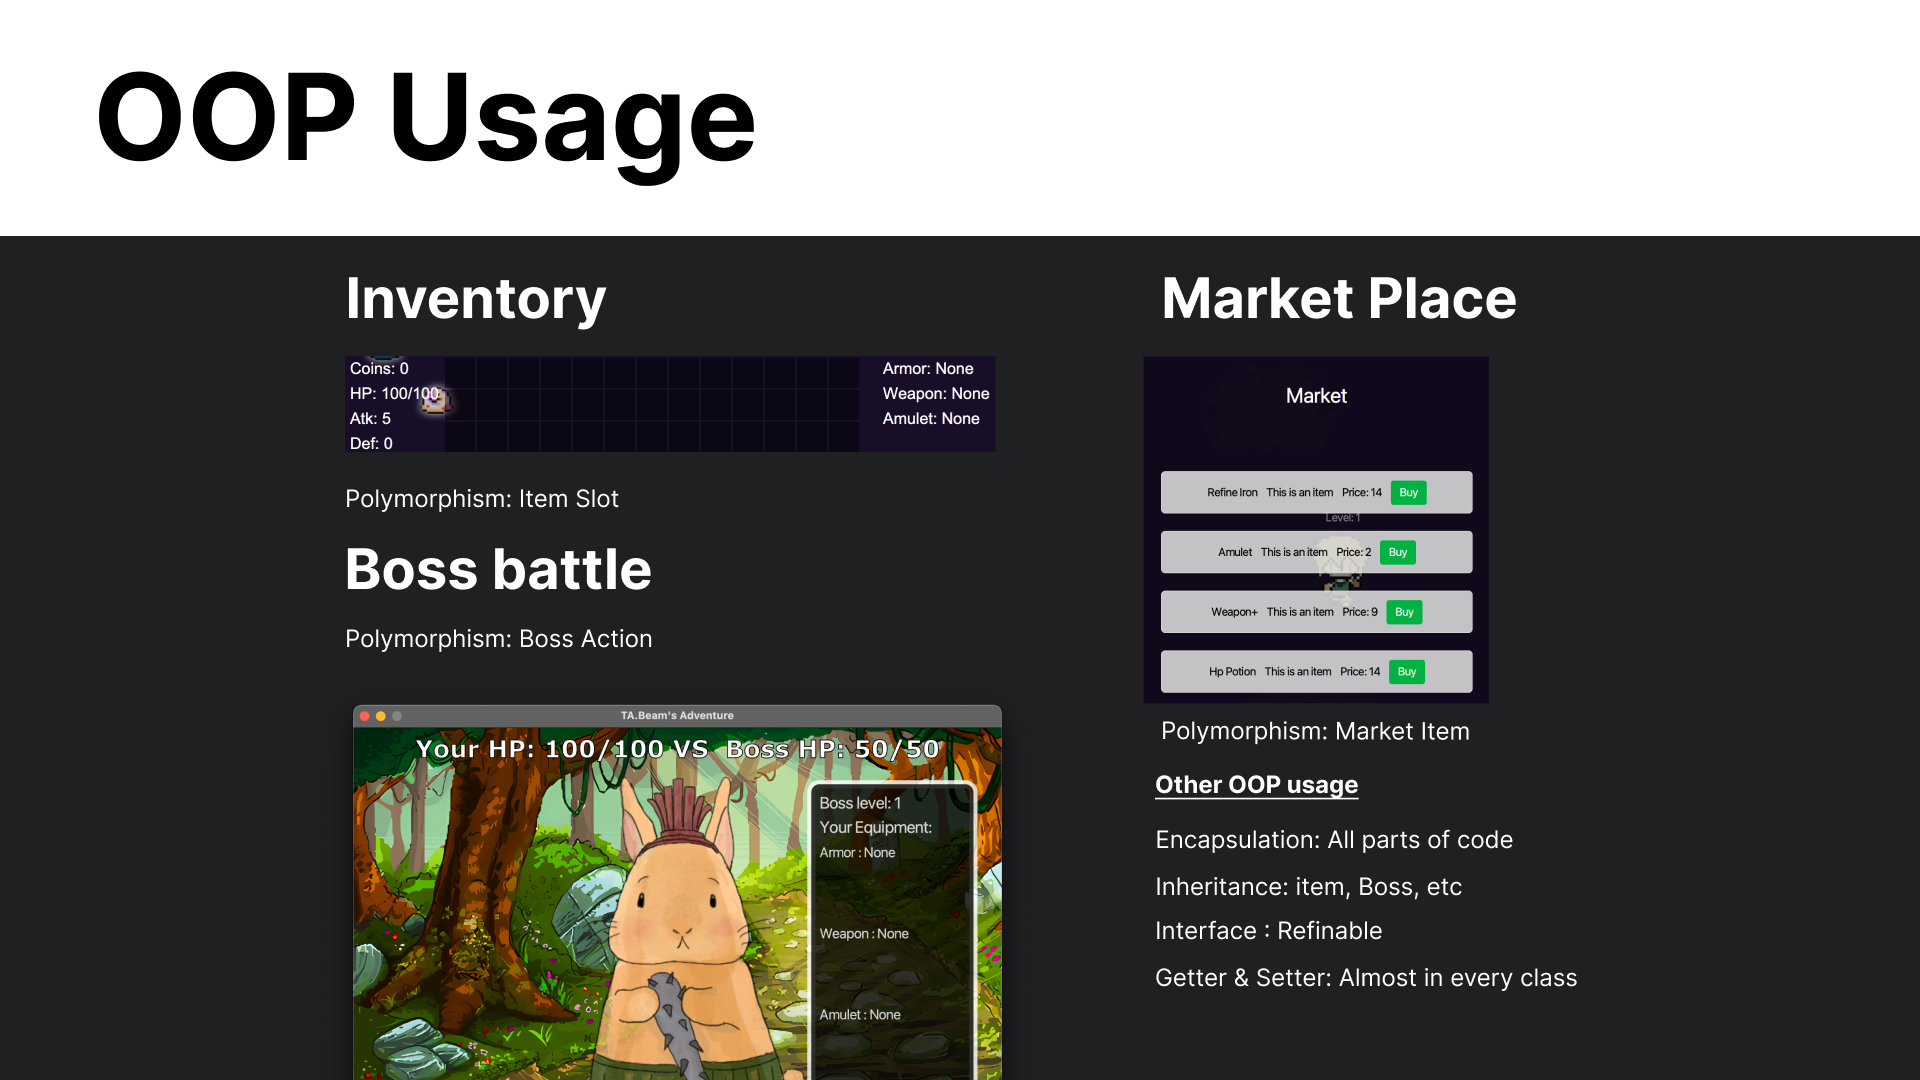 OOP Usage
Inventory
Coins: 0
HP: 100/100
Atk: 5
Def: 0
Armor: None
Weapon: None
Amulet: None
Polymorphism: Item Slot
Boss battle
Polymorphism: Boss Action
TA.Beam's Adventure
Your HP: 100/100 VS Boss HP: 50/50
Boss level: 1
Your Equipment:
Armor : None
Weapon : None
Amulet : None
Market Place
Market
Refine Iron This is an item Price: 14 Buy
Level: 1
Amulet This is an item Price: 2 Buy
Weapon+ This is an item Price: 9 Buy
Hp Potion This is an item Price: 14 Buy
Polymorphism: Market Item
Other OOP usage
Encapsulation: All parts of code
Inheritance: item, Boss, etc
Interface : Refinable
Getter & Setter: Almost in every class